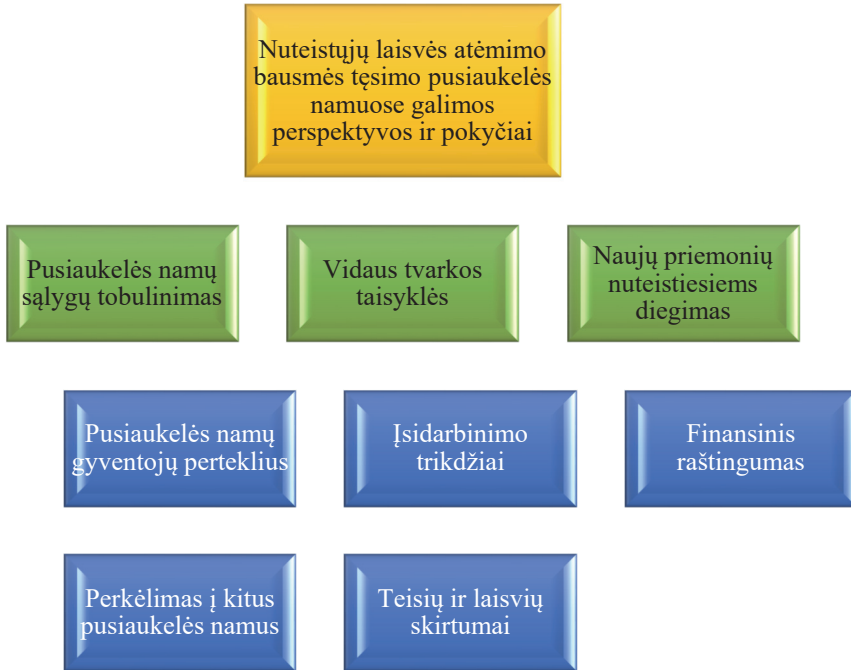 Nuteistųjų laisvės atėmimo
bausmės tęsimo pusiaukelės
namuose galimos
perspektyvos ir pokyčiai
Pusiaukelės namų
sąlygų tobulinimas
Vidaus tvarkos
taisyklės
Naujų priemonių
nuteistiesiems
diegimas
Pusiaukelės namų
gyventojų perteklius
Įsidarbinimo
trikdžiai
Finansinis
raštingumas
Perkėlimas į kitus
pusiaukelės namus
Teisių ir laisvių
skirtumai